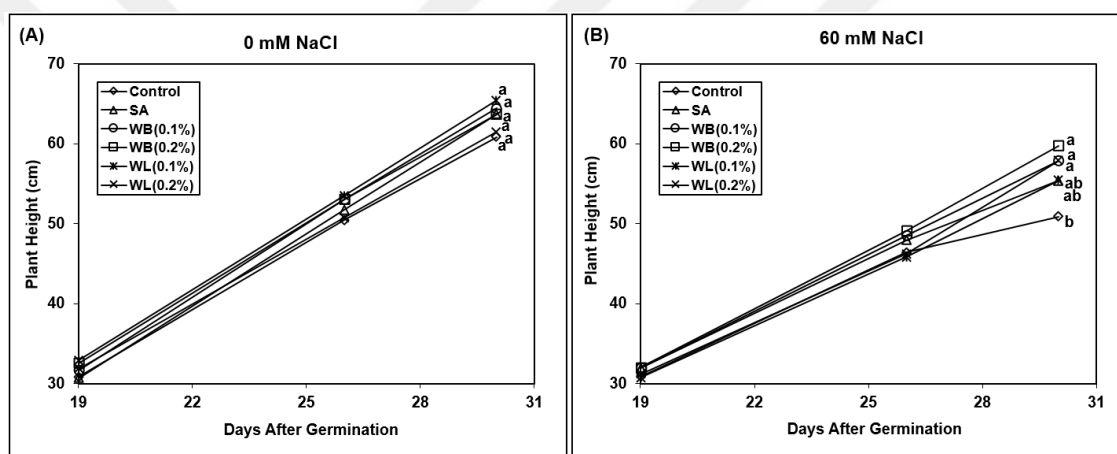 (A)
0 mM NaCl
70
60
50
40
30
Plant Height (cm)
Control
SA
WB(0.1%)
WB(0.2%)
WL(0.1%)
WL(0.2%)
a
a
a
a
a
a
19
22
25
28
31
Days After Germination
(B)
60 mM NaCl
70
60
50
40
30
Plant Height (cm)
Control
SA
WB(0.1%)
WB(0.2%)
WL(0.1%)
WL(0.2%)
a
a
a
ab
ab
b
19
22
25
28
31
Days After Germination